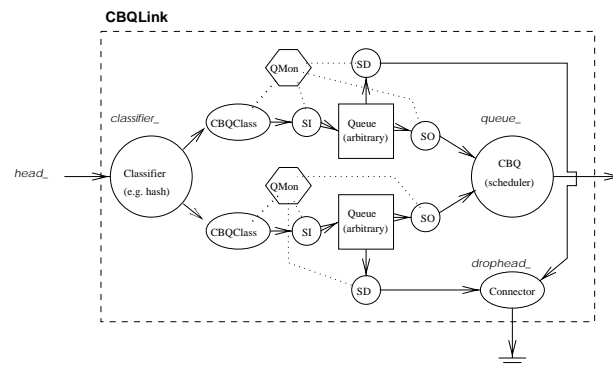 CBQLink
QMon
SD
classifier_
queue_
CBQClass
SI
Queue
(arbitrary)
SO
head_
Classifier
(e.g. hash)
CBQ
(scheduler)
QMon
CBQClass
SI
Queue
(arbitrary)
SO
drophead_
SD
Connector